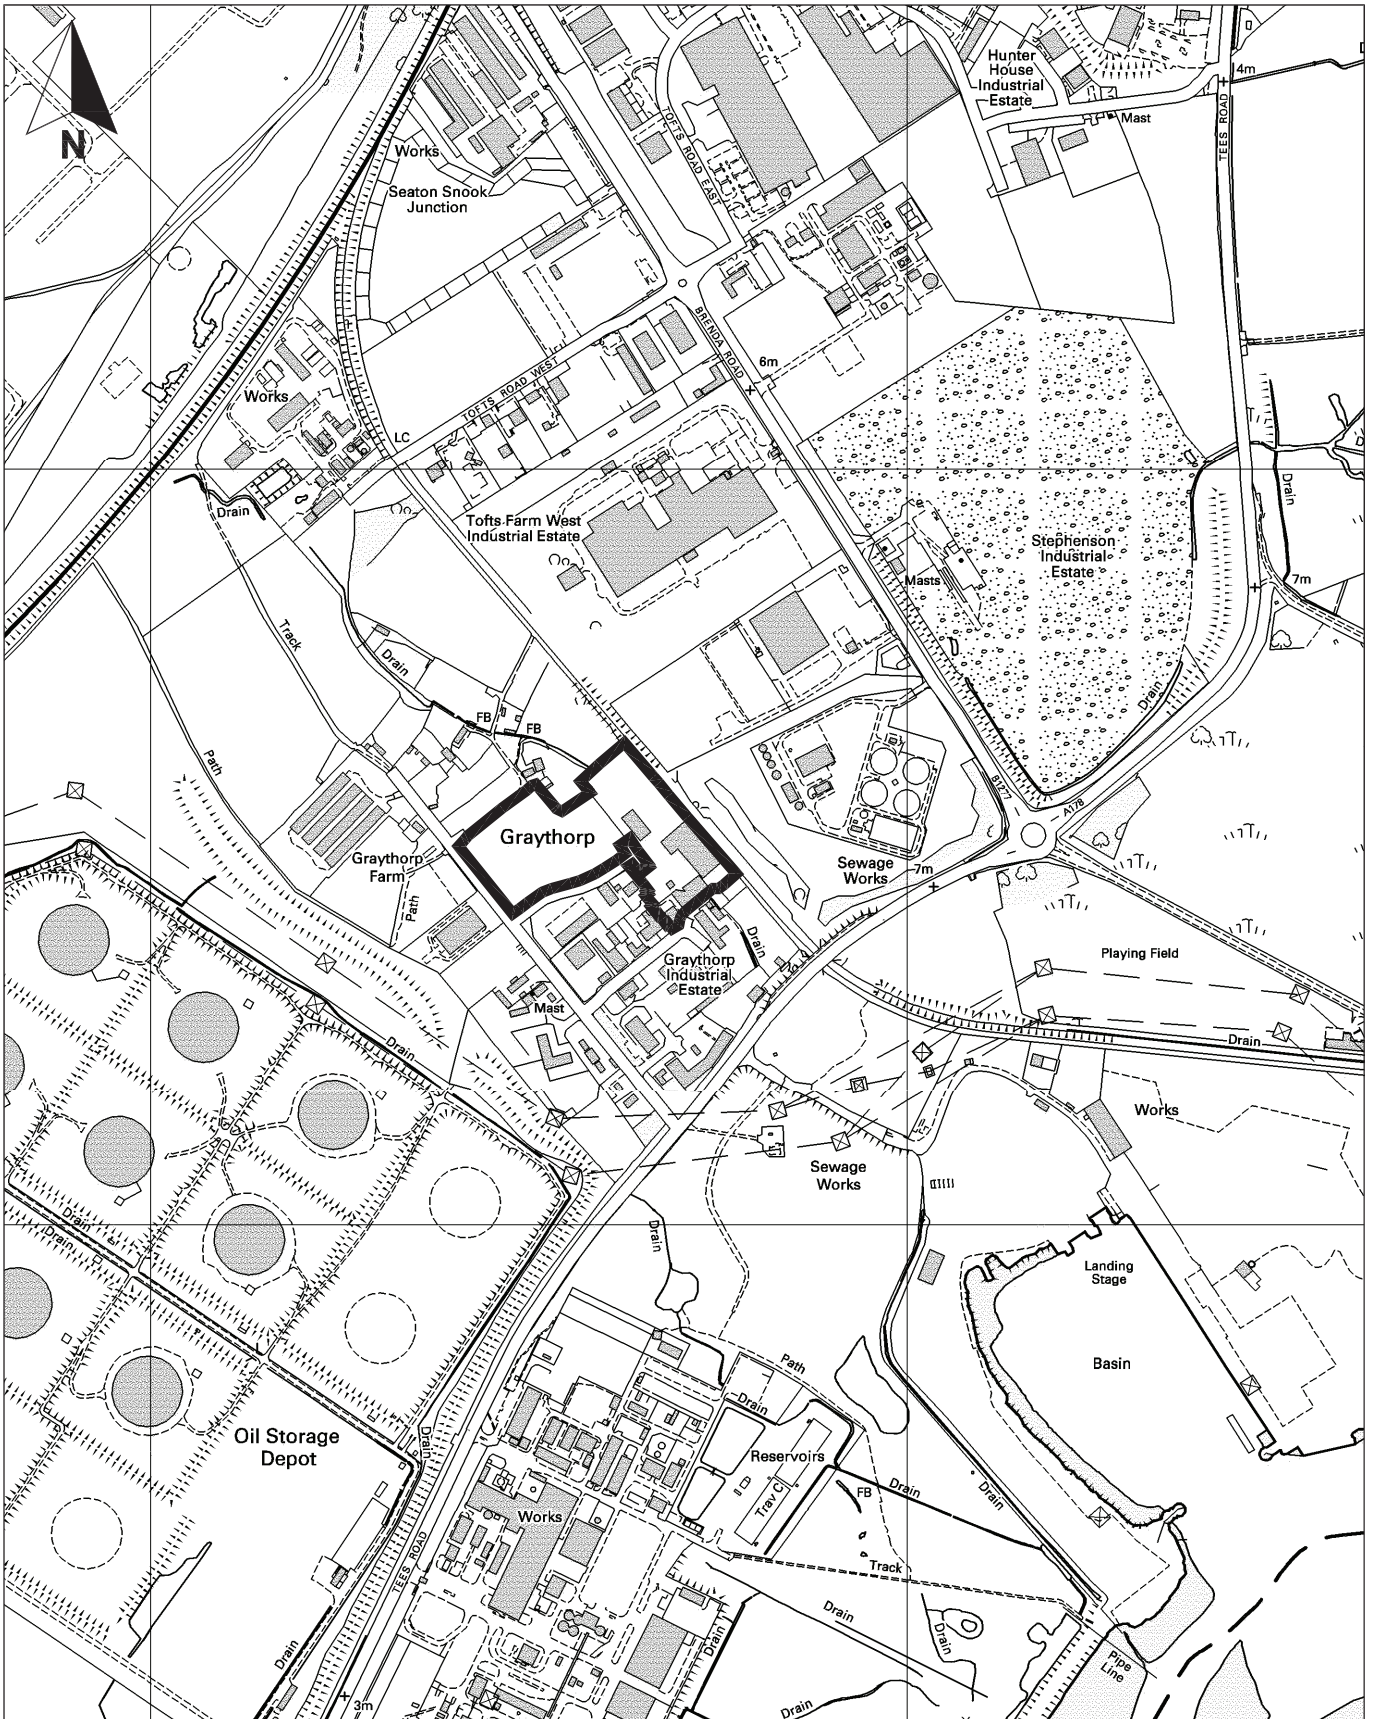 N
Hunter
House
Industrial
Estate
4m
Mast
TEES ROAD
TOFTS ROAD EAST
Works
Seaton Snook
Junction
BRENDA ROAD
6m
TOFTS ROAD WEST
Works
LC
Drain
Drain
Tofts Farm West
Industrial Estate
Stephenson
Industrial
Estate
Masts
7m
Track
Drain
Drain
FB
FB
Path
B1277
A178
Graythorp
Graythorp
Farm
Path
Sewage
Works
7m
Drain
Graythorp
Industrial
Estate
Playing Field
Mast
Drain
Drain
Works
Sewage
Works
Drain
Drain
Drain
Landing
Stage
Basin
Path
Drain
Oil Storage
Depot
Drain
Reservoirs
Trav C
FB
Drain
Drain
Works
TEES ROAD
Track
Drain
Drain
Drain
Drain
Pipe
Line
Drain
3m